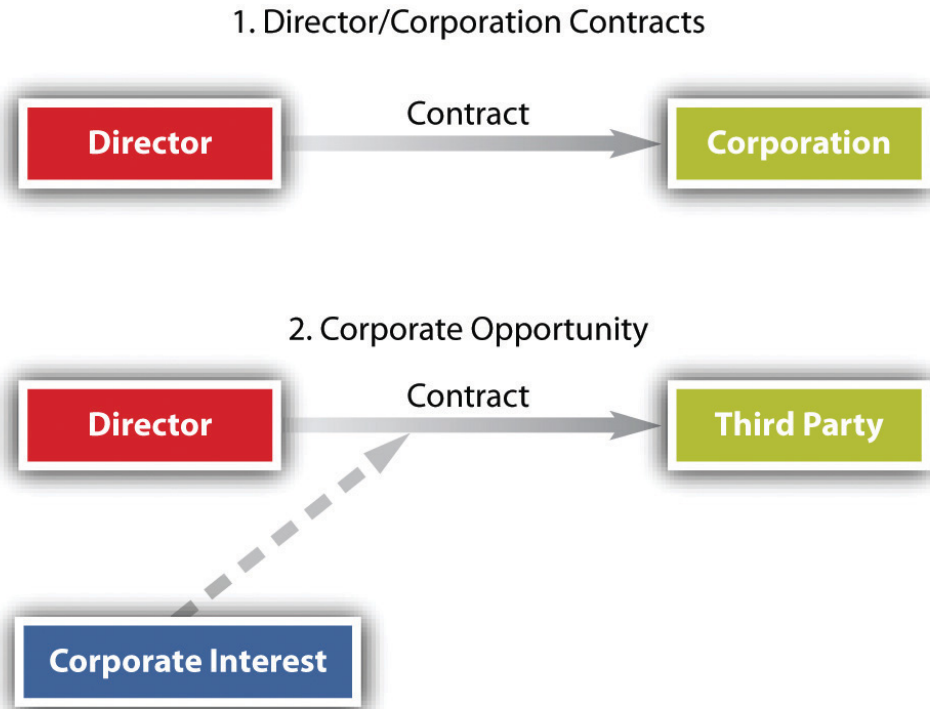 1. Director/Corporation Contracts
Contract
Director
Corporation
2. Corporate Opportunity
Contract
Director
Third Party
Corporate Interest